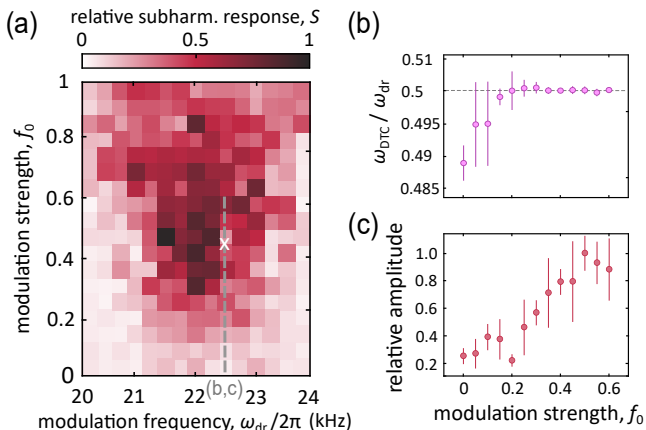 (a)
relative subharm. response, S
0 0.5 1
modulation strength, f₀
1
0.8
0.6
0.4
0.2
0
x
(b,c)
20 21 22 23 24
modulation frequency, ω_dr/2π (kHz)
(b)
ω_DTC / ω_dr
0.51
0.505
0.5
0.495
0.49
0.485
(c)
relative amplitude
1.0
0.8
0.6
0.4
0.2
0 0.2 0.4 0.6
modulation strength, f₀